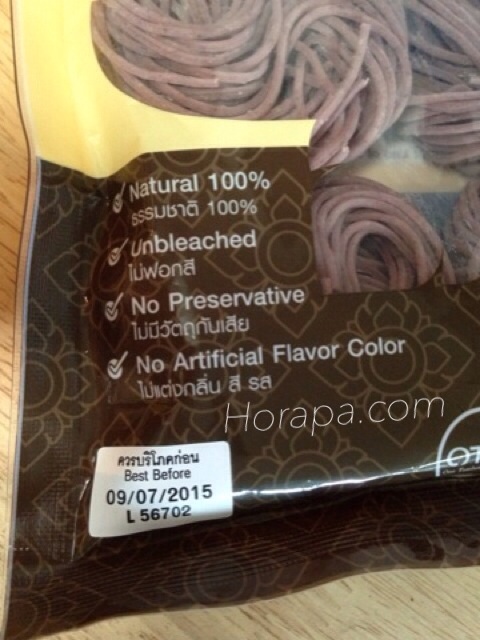 Natural 100%
ธรรมชาติ 100%
Unbleached
ไม่ฟอกสี
No Preservative
ไม่มีวัตถุกันเสีย
No Artificial Flavor Color
ไม่แต่งกลิ่น สี รส
Horapa.com
ควรบริโภคก่อน
Best Before
09/07/2015
L 56702